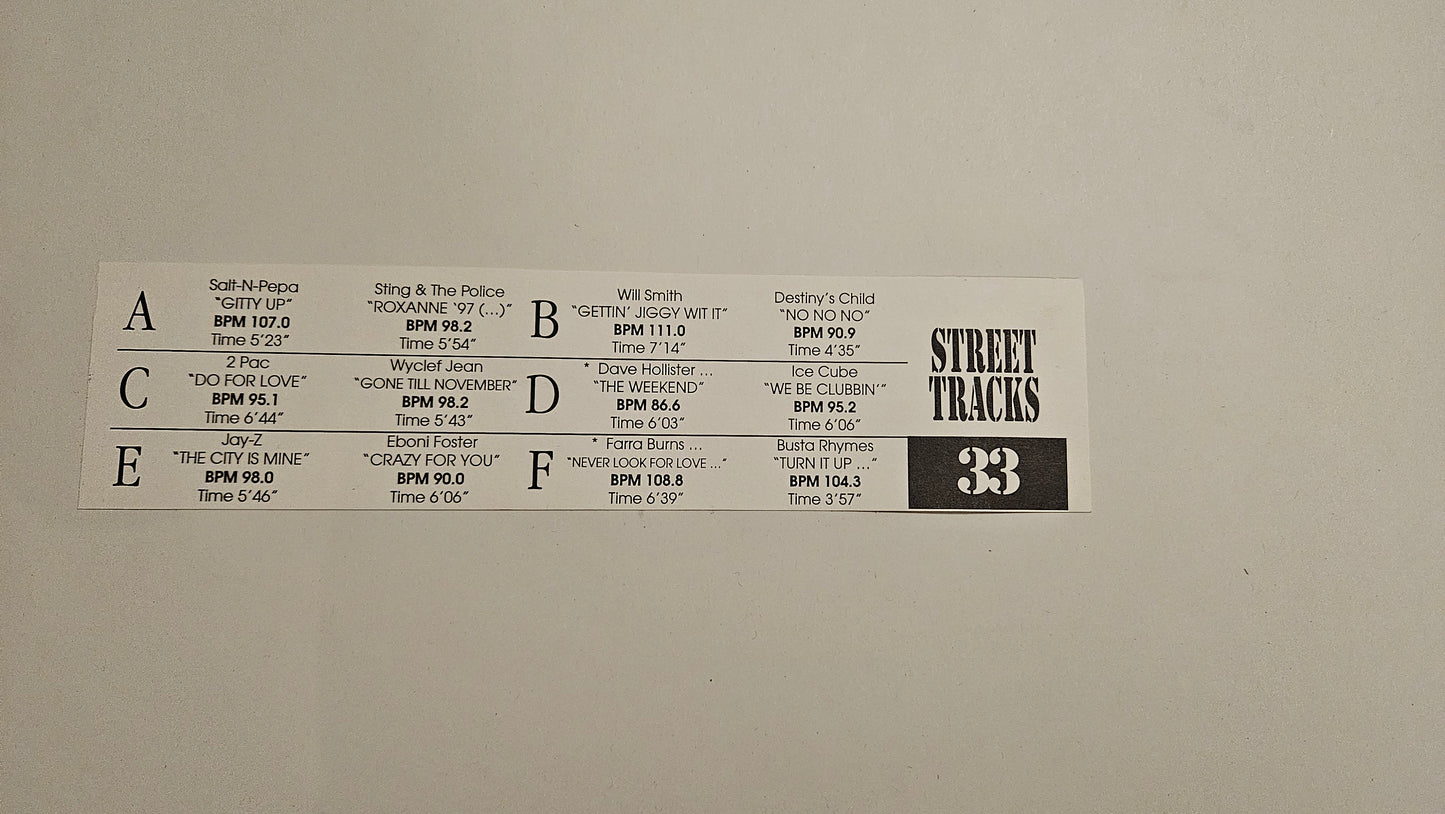 A
Salt-N-Pepa
"GITTY UP"
BPM 107.0
Time 5'23"
Sting & The Police
"ROXANNE '97 (...)"
BPM 98.2
Time 5'54"
B
Will Smith
"GETTIN' JIGGY WIT IT"
BPM 111.0
Time 7'14"
Destiny's Child
"NO NO NO"
BPM 90.9
Time 4'35"
C
2 Pac
"DO FOR LOVE"
BPM 95.1
Time 6'44"
Wyclef Jean
"GONE TILL NOVEMBER"
BPM 98.2
Time 5'43"
D
* Dave Hollister ...
"THE WEEKEND"
BPM 86.6
Time 6'03"
Ice Cube
"WE BE CLUBBIN'"
BPM 95.2
Time 6'06"
E
Jay-Z
"THE CITY IS MINE"
BPM 98.0
Time 5'46"
Eboni Foster
"CRAZY FOR YOU"
BPM 90.0
Time 6'06"
F
* Farra Burns ...
"NEVER LOOK FOR LOVE ..."
BPM 108.8
Time 6'39"
Busta Rhymes
"TURN IT UP ..."
BPM 104.3
Time 3'57"
STREET
TRACKS
33